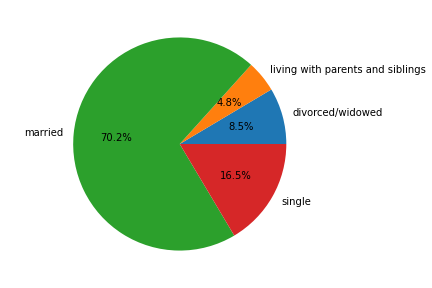 living with parents and siblings
4.8%
divorced/widowed
8.5%
married
70.2%
16.5%
single